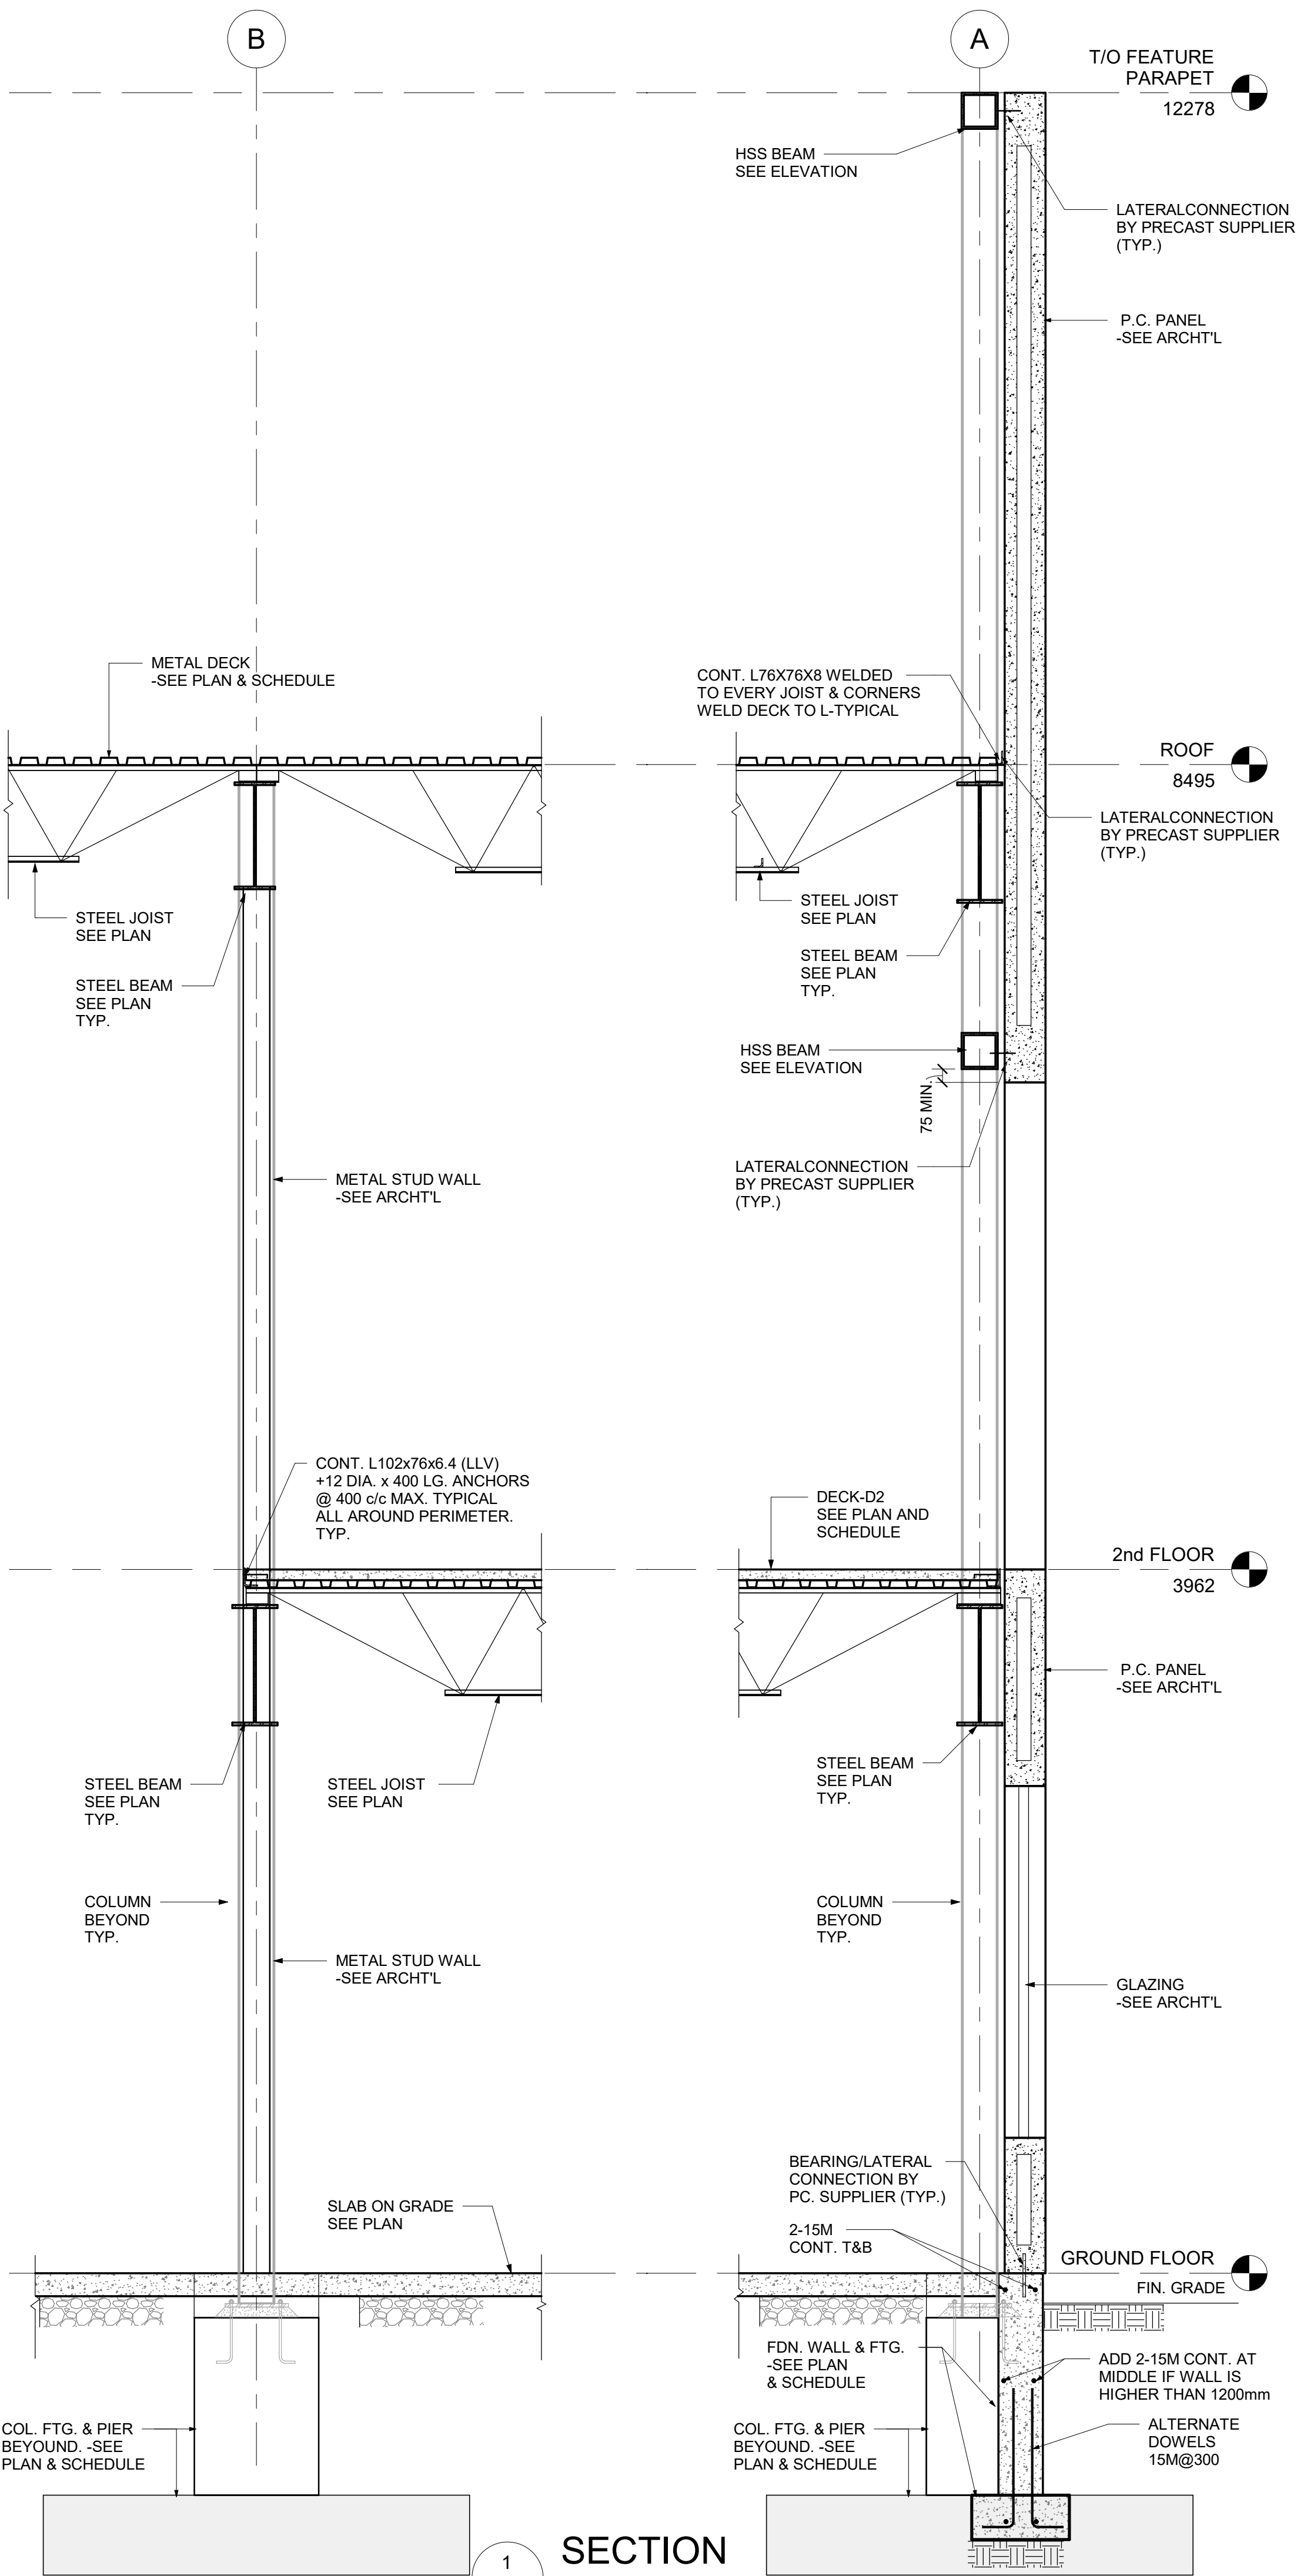 B
A
T/O FEATURE
PARAPET
12278
HSS BEAM
SEE ELEVATION
LATERALCONNECTION
BY PRECAST SUPPLIER
(TYP.)
P.C. PANEL
-SEE ARCHT'L
METAL DECK
-SEE PLAN & SCHEDULE
CONT. L76X76X8 WELDED
TO EVERY JOIST & CORNERS
WELD DECK TO L-TYPICAL
ROOF
8495
LATERALCONNECTION
BY PRECAST SUPPLIER
(TYP.)
STEEL JOIST
SEE PLAN
STEEL BEAM
SEE PLAN
TYP.
STEEL JOIST
SEE PLAN
STEEL BEAM
SEE PLAN
TYP.
HSS BEAM
SEE ELEVATION
75 MIN.
LATERALCONNECTION
BY PRECAST SUPPLIER
(TYP.)
METAL STUD WALL
-SEE ARCHT'L
CONT. L102x76x6.4 (LLV)
+12 DIA. x 400 LG. ANCHORS
@ 400 c/c MAX. TYPICAL
ALL AROUND PERIMETER.
TYP.
DECK-D2
SEE PLAN AND
SCHEDULE
2nd FLOOR
3962
P.C. PANEL
-SEE ARCHT'L
STEEL BEAM
SEE PLAN
TYP.
STEEL JOIST
SEE PLAN
STEEL BEAM
SEE PLAN
TYP.
COLUMN
BEYOND
TYP.
METAL STUD WALL
-SEE ARCHT'L
COLUMN
BEYOND
TYP.
GLAZING
-SEE ARCHT'L
BEARING/LATERAL
CONNECTION BY
PC. SUPPLIER (TYP.)
SLAB ON GRADE
SEE PLAN
2-15M
CONT. T&B
GROUND FLOOR
FIN. GRADE
FDN. WALL & FTG.
-SEE PLAN
& SCHEDULE
ADD 2-15M CONT. AT
MIDDLE IF WALL IS
HIGHER THAN 1200mm
COL. FTG. & PIER
BEYOUND. -SEE
PLAN & SCHEDULE
COL. FTG. & PIER
BEYOUND. -SEE
PLAN & SCHEDULE
ALTERNATE
DOWELS
15M@300
1
SECTION